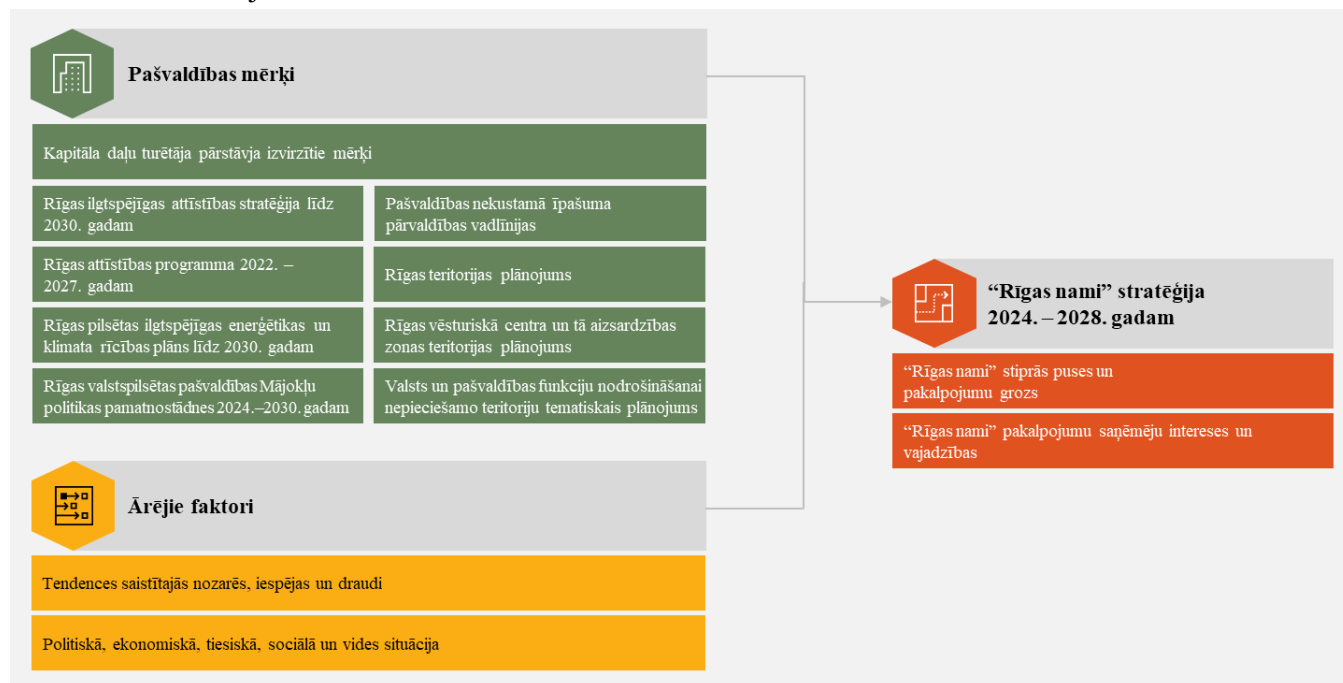 Pašvaldības mērķi
Kapitāla daļu turētāja pārstāvja izvirzītie mērķi
Rīgas ilgtspējīgas attīstības stratēģija līdz
2030. gadam
Pašvaldības nekustamā īpašuma
pārvaldības vadlīnijas
Rīgas attīstības programma 2022. –
2027. gadam
Rīgas teritorijas plānojums
Rīgas pilsētas ilgtspējīgas enerģētikas un
klimata rīcības plāns līdz 2030. gadam
Rīgas vēsturiskā centra un tā aizsardzības
zonas teritorijas plānojums
Rīgas valstspilsētas pašvaldības Mājokļu
politikas pamatnostādnes 2024.–2030. gadam
Valsts un pašvaldības funkciju nodrošināšanai
nepieciešamo teritoriju tematiskais plānojums
Ārējie faktori
Tendences saistītajās nozarēs, iespējas un draudi
Politiskā, ekonomiskā, tiesiskā, sociālā un vides situācija
“Rīgas nami” stratēģija
2024. – 2028. gadam
“Rīgas nami” stiprās puses un
pakalpojumu grozs
“Rīgas nami” pakalpojumu saņēmēju intereses un
vajadzības